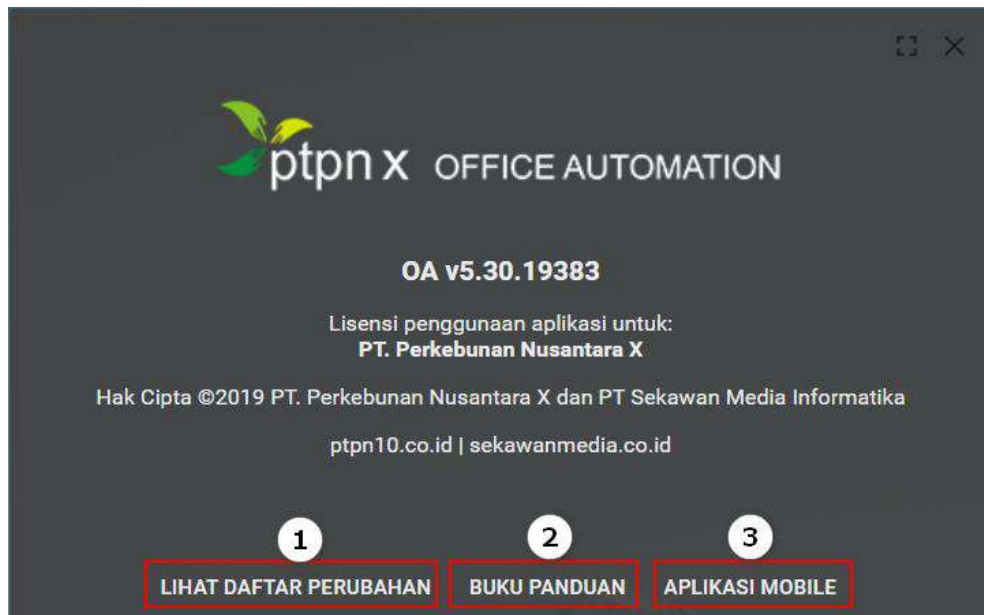 ptpn x OFFICE AUTOMATION
OA v5.30.19383
Lisensi penggunaan aplikasi untuk:
PT. Perkebunan Nusantara X
Hak Cipta ©2019 PT. Perkebunan Nusantara X dan PT Sekawan Media Informatika
ptpn10.co.id | sekawanmedia.co.id
1 2 3
LIHAT DAFTAR PERUBAHAN BUKU PANDUAN APLIKASI MOBILE